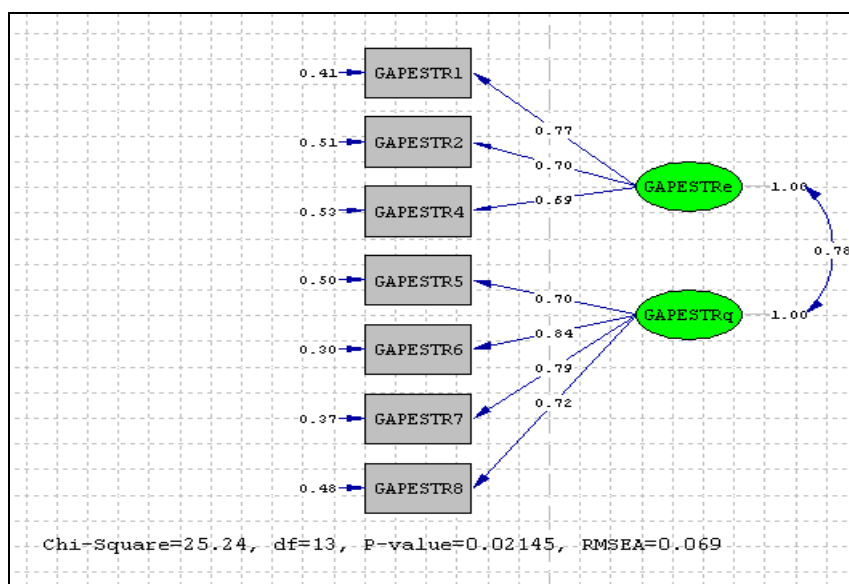 0.41 GAPESTR1
0.77
0.51 GAPESTR2
0.70
GAPESTRe 1.00
0.53 GAPESTR4
0.69
0.78
0.50 GAPESTR5
0.70
GAPESTRq 1.00
0.84
0.30 GAPESTR6
0.79
0.72
0.37 GAPESTR7
0.48 GAPESTR8
Chi-Square=25.24, df=13, P-value=0.02145, RMSEA=0.069